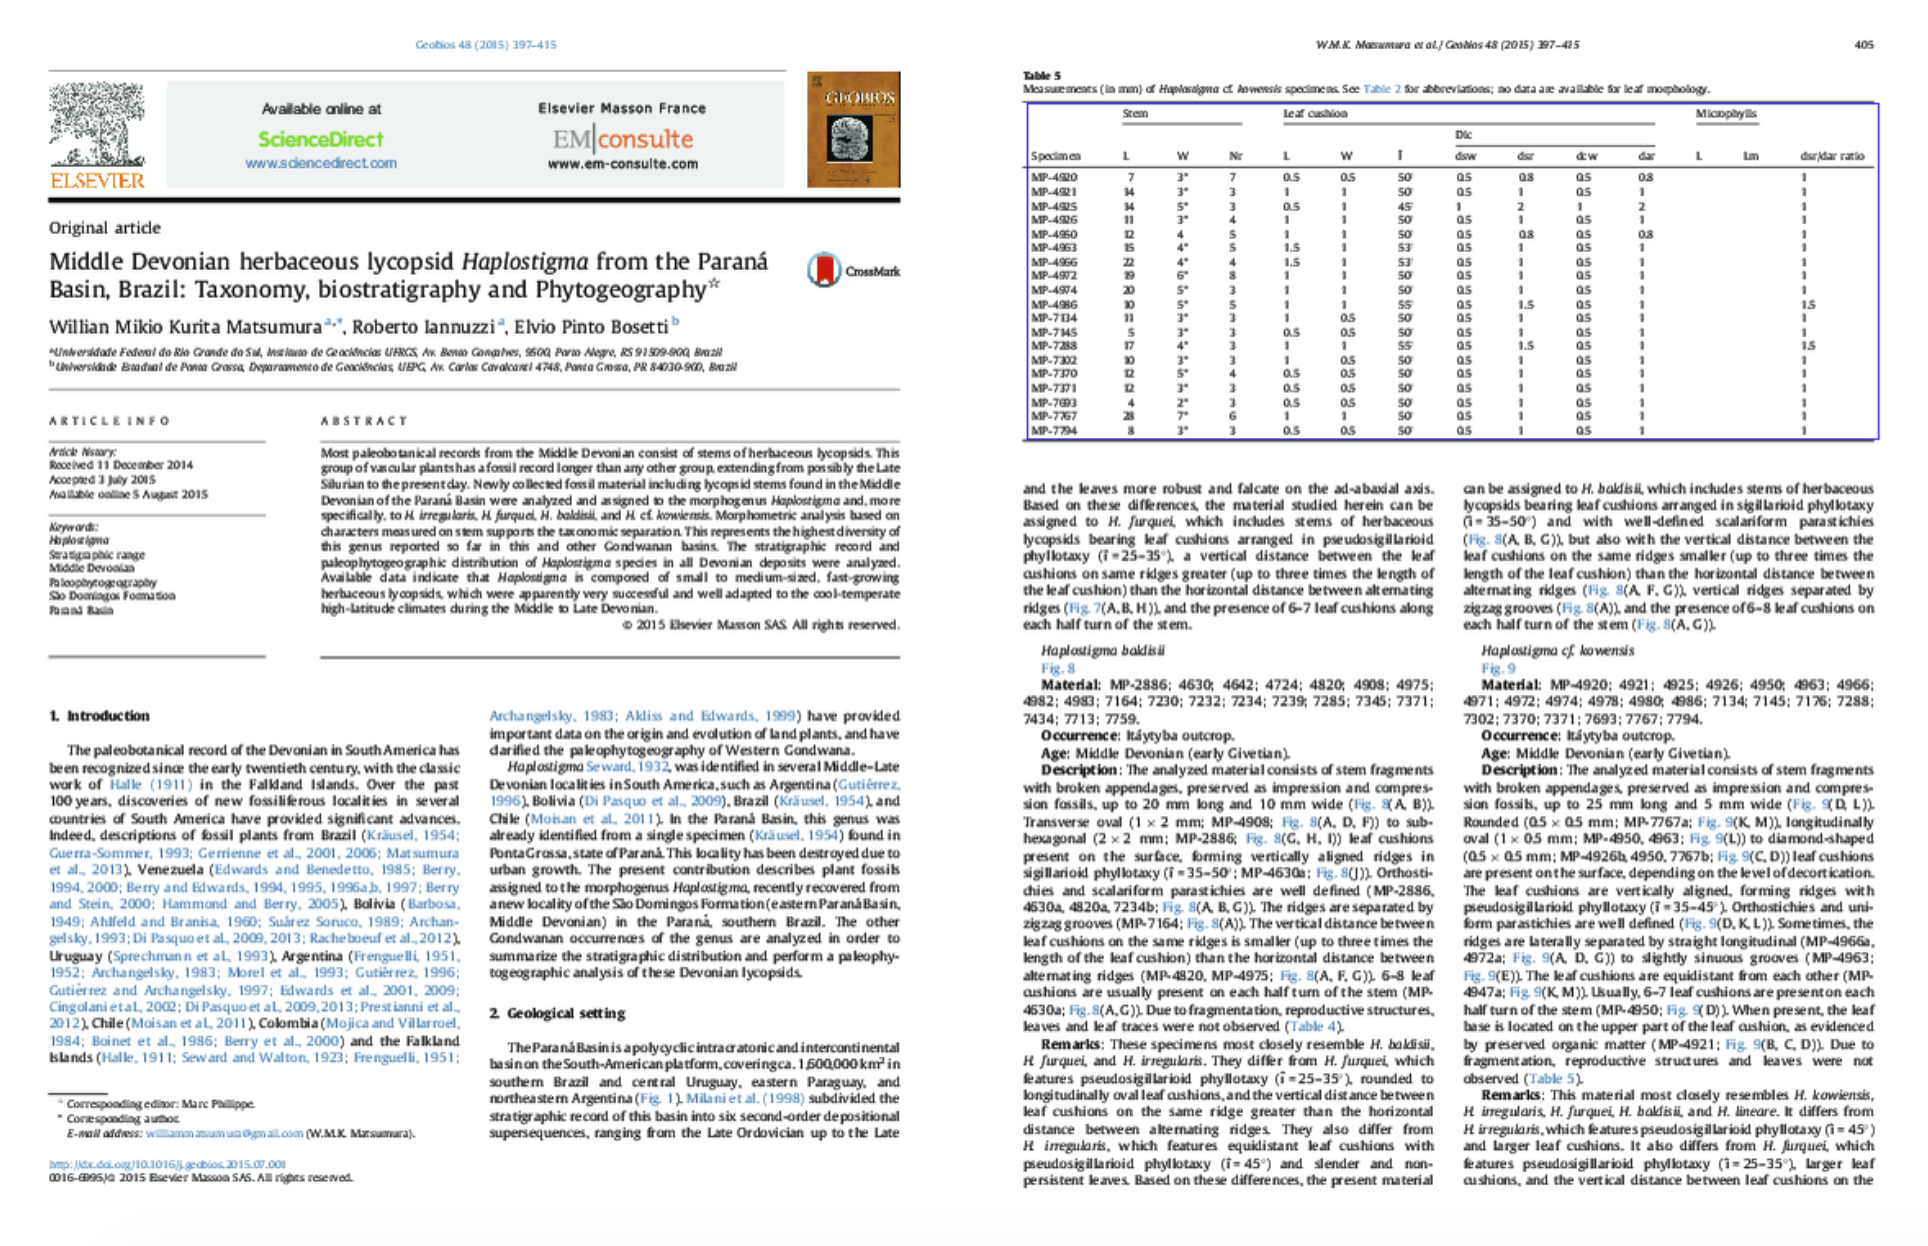 Geobios 48 (2015) 397–415
Available online at
ScienceDirect
www.sciencedirect.com
Elsevier Masson France
EM|consulte
www.em-consulte.com
GEOBIOS
ELSEVIER
Original article
Middle Devonian herbaceous lycopsid Haplostigma from the Paraná
Basin, Brazil: Taxonomy, biostratigraphy and Phytogeography☆
CrossMark
Willian Mikio Kurita Matsumura a,*, Roberto Iannuzzi a, Elvio Pinto Bosetti b
a Universidade Federal do Rio Grande do Sul, Instituto de Geociências UFRGS, Av. Bento Gonçalves, 9500, Porto Alegre, RS 91509-900, Brazil
b Universidade Estadual de Ponta Grossa, Departamento de Geociências, UEPG, Av. Carlos Cavalcanti 4748, Ponta Grossa, PR 84030-900, Brazil
ARTICLE INFO
Article history:
Received 11 December 2014
Accepted 3 July 2015
Available online 5 August 2015
Keywords:
Haplostigma
Stratigraphic range
Middle Devonian
Paleophytogeography
São Domingos Formation
Paraná Basin
ABSTRACT
Most paleobotanical records from the Middle Devonian consist of stems of herbaceous lycopsids. This
group of vascular plants has a fossil record longer than any other group, extending from possibly the Late
Silurian to the present day. Newly collected fossil material including lycopsid stems found in the Middle
Devonian of the Paraná Basin were analyzed and assigned to the morphogenus Haplostigma and, more
specifically, to H. irregularis, H. furquei, H. baldisii, and H. cf. kowiensis. Morphometric analysis based on
characters measured on stem supports the taxonomic separation. This represents the highest diversity of
this genus reported so far in this and other Gondwanan basins. The stratigraphic record and
paleophytogeographic distribution of Haplostigma species in all Devonian deposits were analyzed.
Available data indicate that Haplostigma is composed of small to medium-sized, fast-growing
herbaceous lycopsids, which were apparently very successful and well adapted to the cool-temperate
high-latitude climates during the Middle to Late Devonian.
© 2015 Elsevier Masson SAS. All rights reserved.
1. Introduction
The paleobotanical record of the Devonian in South America has
been recognized since the early twentieth century, with the classic
work of Halle (1911) in the Falkland Islands. Over the past
100 years, discoveries of new fossiliferous localities in several
countries of South America have provided significant advances.
Indeed, descriptions of fossil plants from Brazil (Kräusel, 1954;
Guerra-Sommer, 1993; Gerrienne et al., 2001, 2006; Matsumura
et al., 2013), Venezuela (Edwards and Benedetto, 1985; Berry,
1994, 2000; Berry and Edwards, 1994, 1995, 1996a,b, 1997; Berry
and Stein, 2000; Hammond and Berry, 2005), Bolivia (Barbosa,
1949; Ahlfeld and Branisa, 1960; Suárez Soruco, 1989; Archan-
gelsky, 1993; Di Pasquo et al., 2009, 2013; Racheboeuf et al., 2012),
Uruguay (Sprechmann et al., 1993), Argentina (Frenguelli, 1951,
1952; Archangelsky, 1983; Morel et al., 1993; Gutiérrez, 1996;
Gutiérrez and Archangelsky, 1997; Edwards et al., 2001, 2009;
Cingolani et al., 2002; Di Pasquo et al., 2009, 2013; Prestianni et al.,
2012), Chile (Moisan et al., 2011), Colombia (Mojica and Villarroel,
1984; Boinet et al., 1986; Berry et al., 2000) and the Falkland
Islands (Halle, 1911; Seward and Walton, 1923; Frenguelli, 1951;
☆ Corresponding editor: Marc Philippe.
* Corresponding author.
E-mail address: willianmatsumura@gmail.com (W.M.K. Matsumura).
http://dx.doi.org/10.1016/j.geobios.2015.07.001
0016-6995/© 2015 Elsevier Masson SAS. All rights reserved.
Archangelsky, 1983; Aldiss and Edwards, 1999) have provided
important data on the origin and evolution of land plants, and have
clarified the paleophytogeography of Western Gondwana.
Haplostigma Seward, 1932, was identified in several Middle–Late
Devonian localities in South America, such as Argentina (Gutiérrez,
1996), Bolivia (Di Pasquo et al., 2009), Brazil (Kräusel, 1954), and
Chile (Moisan et al., 2011). In the Paraná Basin, this genus was
already identified from a single specimen (Kräusel, 1954) found in
Ponta Grossa, state of Paraná. This locality has been destroyed due to
urban growth. The present contribution describes plant fossils
assigned to the morphogenus Haplostigma, recently recovered from
a new locality of the São Domingos Formation (eastern Paraná Basin,
Middle Devonian) in the Paraná, southern Brazil. The other
Gondwanan occurrences of the genus are analyzed in order to
summarize the stratigraphic distribution and perform a paleophy-
togeographic analysis of these Devonian lycopsids.
2. Geological setting
The Paraná Basin is a polycyclic intracratonic and intercontinental
basin on the South-American platform, covering ca. 1,600,000 km² in
southern Brazil and central Uruguay, eastern Paraguay, and
northeastern Argentina (Fig. 1). Milani et al. (1998) subdivided the
stratigraphic record of this basin into six second-order depositional
supersequences, ranging from the Late Ordovician up to the Late
W.M.K. Matsumura et al. / Geobios 48 (2015) 397–415
405
Table 5
Measurements (in mm) of Haplostigma cf. kowensis specimens. See Table 2 for abbreviations; no data are available for leaf morphology.
Stem Leaf cushion Microphylls
Dlc
Specimen L W Nr L W Î dsw dsr dcw dar L Lm dsr/dar ratio
MP-4920 7 3* 7 0.5 0.5 50° 0.5 0.8 0.5 0.8 1
MP-4921 14 3* 3 1 1 50° 0.5 1 0.5 1 1
MP-4925 14 5* 3 0.5 1 45° 1 2 1 2 1
MP-4926 11 3* 4 1 1 50° 0.5 1 0.5 1 1
MP-4950 12 4 5 1 1 50° 0.5 0.8 0.5 0.8 1
MP-4963 15 4* 5 1.5 1 53° 0.5 1 0.5 1 1
MP-4966 22 4* 4 1.5 1 53° 0.5 1 0.5 1 1
MP-4972 19 6* 8 1 1 50° 0.5 1 0.5 1 1
MP-4974 20 5* 3 1 1 50° 0.5 1 0.5 1 1
MP-4986 10 5* 5 1 1 55° 0.5 1.5 0.5 1 1.5
MP-7134 11 3* 3 1 0.5 50° 0.5 1 0.5 1 1
MP-7145 5 3* 3 0.5 0.5 50° 0.5 1 0.5 1 1
MP-7288 17 4* 3 1 1 55° 0.5 1.5 0.5 1 1.5
MP-7302 10 3* 3 1 0.5 50° 0.5 1 0.5 1 1
MP-7370 12 5* 4 0.5 0.5 50° 0.5 1 0.5 1 1
MP-7371 12 3* 3 0.5 0.5 50° 0.5 1 0.5 1 1
MP-7693 4 2* 3 0.5 0.5 50° 0.5 1 0.5 1 1
MP-7767 28 7* 6 1 1 50° 0.5 1 0.5 1 1
MP-7794 8 3* 3 0.5 0.5 50° 0.5 1 0.5 1 1
and the leaves more robust and falcate on the ad-abaxial axis.
Based on these differences, the material studied herein can be
assigned to H. furquei, which includes stems of herbaceous
lycopsids bearing leaf cushions arranged in pseudosigillarioid
phyllotaxy (î = 25–35°), a vertical distance between the leaf
cushions on same ridges greater (up to three times the length of
the leaf cushion) than the horizontal distance between alternating
ridges (Fig. 7(A, B, H)), and the presence of 6–7 leaf cushions along
each half turn of the stem.
Haplostigma baldisii
Fig. 8
Material: MP-2886; 4630; 4642; 4724; 4820; 4908; 4975;
4982; 4983; 7164; 7230; 7232; 7234; 7239; 7285; 7345; 7371;
7434; 7713; 7759.
Occurrence: Itáytyba outcrop.
Age: Middle Devonian (early Givetian).
Description: The analyzed material consists of stem fragments
with broken appendages, preserved as impression and compres-
sion fossils, up to 20 mm long and 10 mm wide (Fig. 8(A, B)).
Transverse oval (1 × 2 mm; MP-4908; Fig. 8(A, D, F)) to sub-
hexagonal (2 × 2 mm; MP-2886; Fig. 8(G, H, I)) leaf cushions
present on the surface, forming vertically aligned ridges in
sigillarioid phyllotaxy (î = 35–50°; MP-4630a; Fig. 8(J)). Orthosti-
chies and scalariform parastichies are well defined (MP-2886,
4630a, 4820a, 7234b; Fig. 8(A, B, G)). The ridges are separated by
zigzag grooves (MP-7164; Fig. 8(A)). The vertical distance between
leaf cushions on the same ridges is smaller (up to three times the
length of the leaf cushion) than the horizontal distance between
alternating ridges (MP-4820, MP-4975; Fig. 8(A, F, G)). 6–8 leaf
cushions are usually present on each half turn of the stem (MP-
4630a; Fig. 8(A, G)). Due to fragmentation, reproductive structures,
leaves and leaf traces were not observed (Table 4).
Remarks: These specimens most closely resemble H. baldisii,
H. furquei, and H. irregularis. They differ from H. furquei, which
features pseudosigillarioid phyllotaxy (î = 25–35°), rounded to
longitudinally oval leaf cushions, and the vertical distance between
leaf cushions on the same ridge greater than the horizontal
distance between alternating ridges. They also differ from
H. irregularis, which features equidistant leaf cushions with
pseudosigillarioid phyllotaxy (î = 45°) and slender and non-
persistent leaves. Based on these differences, the present material
can be assigned to H. baldisii, which includes stems of herbaceous
lycopsids bearing leaf cushions arranged in sigillarioid phyllotaxy
(î = 35–50°) and with well-defined scalariform parastichies
(Fig. 8(A, B, G)), but also with the vertical distance between the
leaf cushions on the same ridges smaller (up to three times the
length of the leaf cushion) than the horizontal distance between
alternating ridges (Fig. 8(A, F, G)), vertical ridges separated by
zigzag grooves (Fig. 8(A)), and the presence of 6–8 leaf cushions on
each half turn of the stem (Fig. 8(A, G)).
Haplostigma cf. kowensis
Fig. 9
Material: MP-4920; 4921; 4925; 4926; 4950; 4963; 4966;
4971; 4972; 4974; 4978; 4980; 4986; 7134; 7145; 7176; 7288;
7302; 7370; 7371; 7693; 7767; 7794.
Occurrence: Itáytyba outcrop.
Age: Middle Devonian (early Givetian).
Description: The analyzed material consists of stem fragments
with broken appendages, preserved as impression and compres-
sion fossils, up to 25 mm long and 5 mm wide (Fig. 9(D, L)).
Rounded (0.5 × 0.5 mm; MP-7767a; Fig. 9(K, M)), longitudinally
oval (1 × 0.5 mm; MP-4950, 4963; Fig. 9(L)) to diamond-shaped
(0.5 × 0.5 mm; MP-4926b, 4950, 7767b; Fig. 9(C, D)) leaf cushions
are present on the surface, depending on the level of decortication.
The leaf cushions are vertically aligned, forming ridges with
pseudosigillarioid phyllotaxy (î = 35–45°). Orthostichies and uni-
form parastichies are well defined (Fig. 9(D, K, L)). Sometimes, the
ridges are laterally separated by straight longitudinal (MP-4966a,
4972a; Fig. 9(A, D, G)) to slightly sinuous grooves (MP-4963;
Fig. 9(E)). The leaf cushions are equidistant from each other (MP-
4947a; Fig. 9(K, M)). Usually, 6–7 leaf cushions are present on each
half turn of the stem (MP-4950; Fig. 9(D)). When present, the leaf
base is located on the upper part of the leaf cushion, as evidenced
by preserved organic matter (MP-4921; Fig. 9(B, C, D)). Due to
fragmentation, reproductive structures and leaves were not
observed (Table 5).
Remarks: This material most closely resembles H. kowiensis,
H. irregularis, H. furquei, H. baldisii, and H. lineare. It differs from
H. irregularis, which features pseudosigillarioid phyllotaxy (î = 45°)
and larger leaf cushions. It also differs from H. furquei, which
features pseudosigillarioid phyllotaxy (î = 25–35°), larger leaf
cushions, and the vertical distance between leaf cushions on the